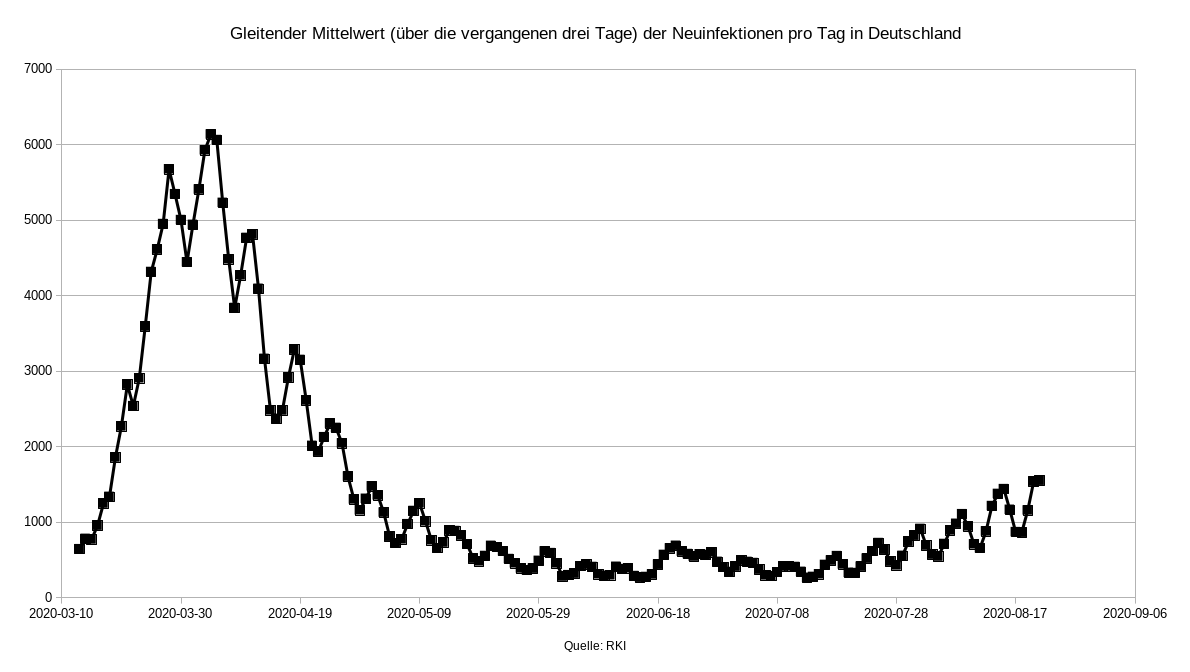 Gleitender Mittelwert (über die vergangenen drei Tage) der Neuinfektionen pro Tag in Deutschland
7000
6000
5000
4000
3000
2000
1000
0
2020-03-10 2020-03-30 2020-04-19 2020-05-09 2020-05-29 2020-06-18 2020-07-08 2020-07-28 2020-08-17 2020-09-06
Quelle: RKI